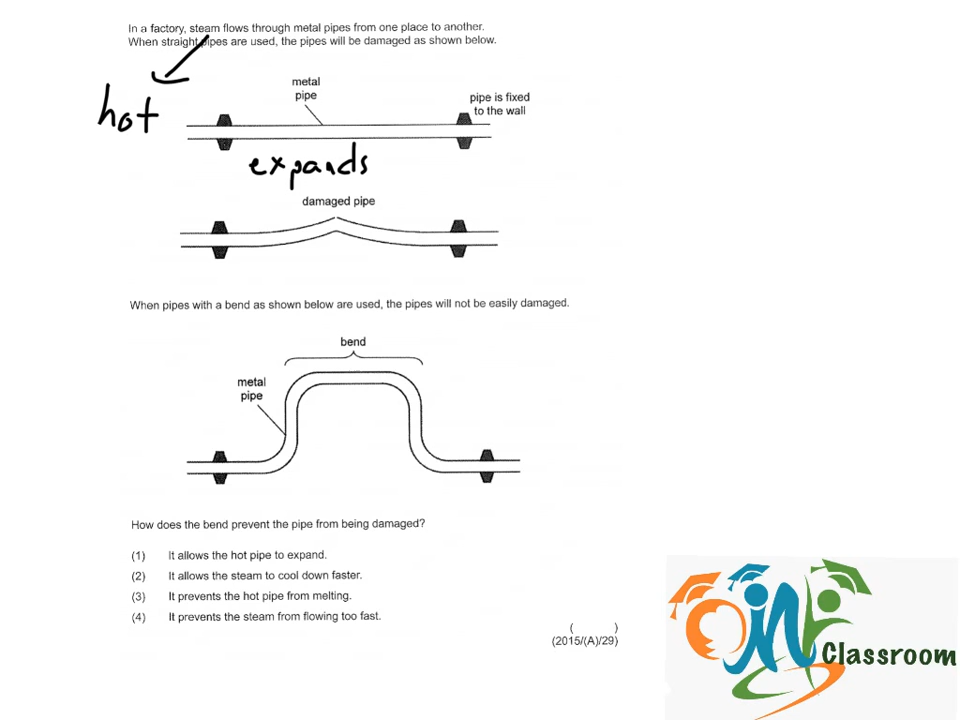 In a factory, steam flows through metal pipes from one place to another.
When straight pipes are used, the pipes will be damaged as shown below.
hot
metal
pipe
pipe is fixed
to the wall
expands
damaged pipe
When pipes with a bend as shown below are used, the pipes will not be easily damaged.
bend
metal
pipe
How does the bend prevent the pipe from being damaged?
(1) It allows the hot pipe to expand.
(2) It allows the steam to cool down faster.
(3) It prevents the hot pipe from melting.
(4) It prevents the steam from flowing too fast.
( )
(2015/(A)/29)
Classroom